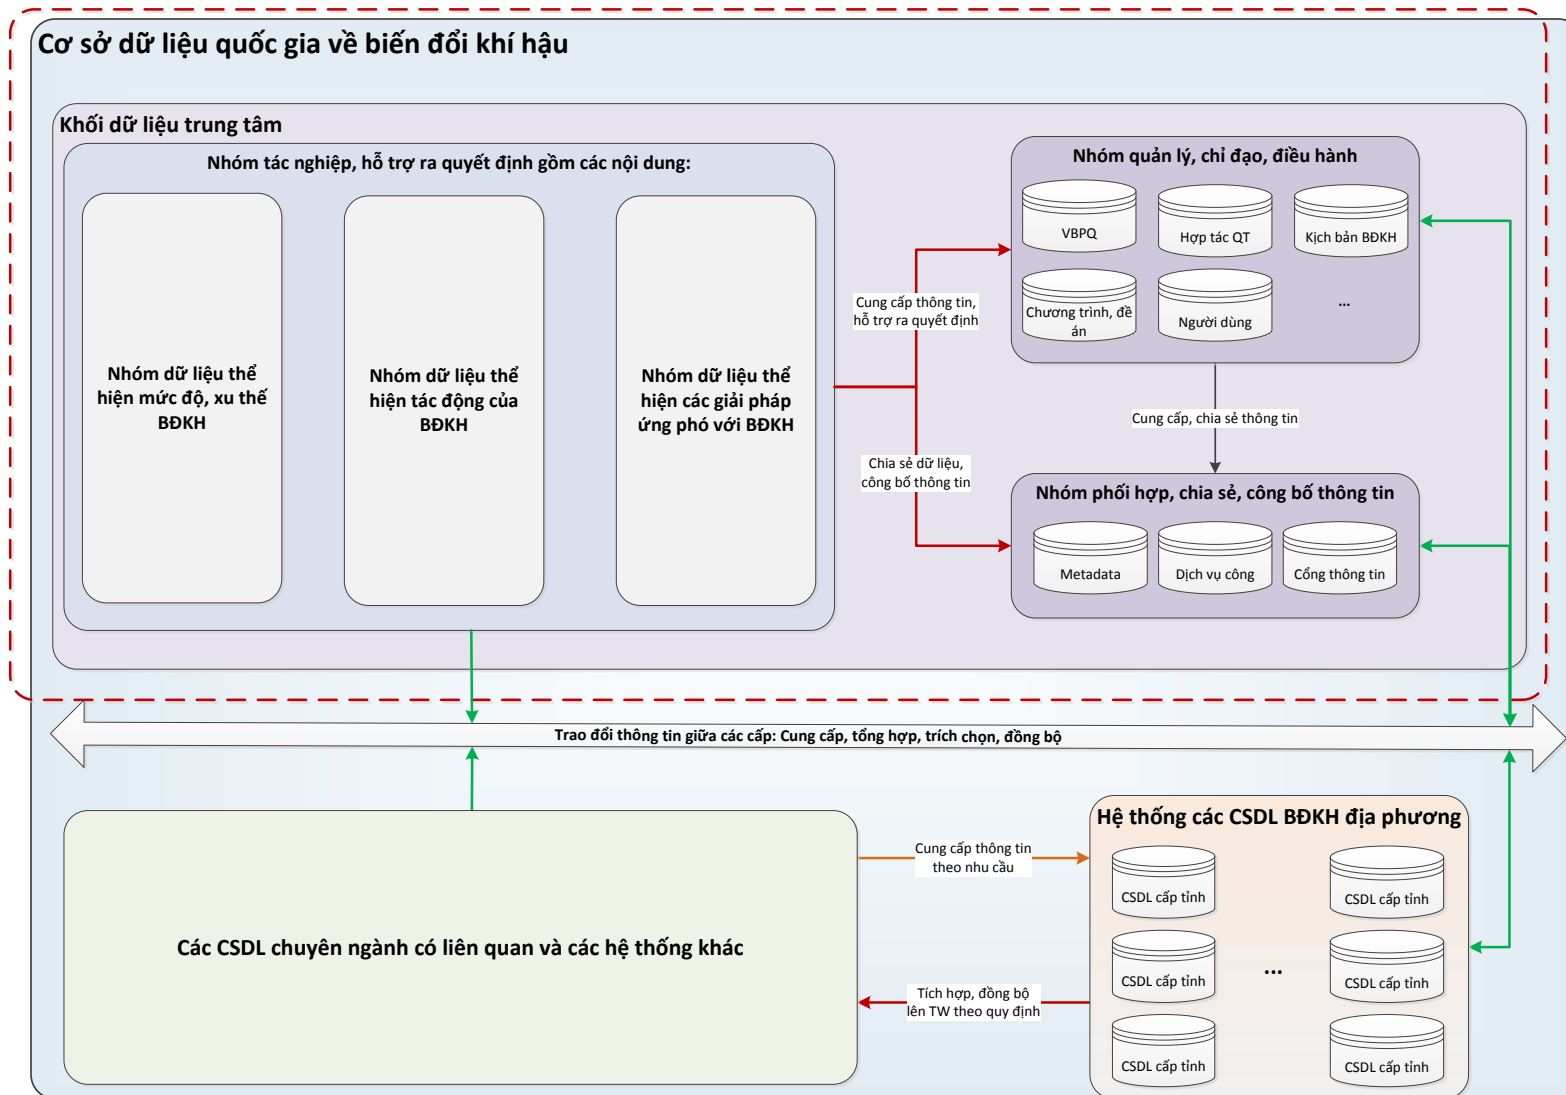 Cơ sở dữ liệu quốc gia về biến đổi khí hậu
Khối dữ liệu trung tâm
Nhóm tác nghiệp, hỗ trợ ra quyết định gồm các nội dung:
Nhóm dữ liệu thể
hiện mức độ, xu thế
BĐKH
Nhóm dữ liệu thể
hiện tác động của
BĐKH
Nhóm dữ liệu thể
hiện các giải pháp
ứng phó với BĐKH
Cung cấp thông tin,
hỗ trợ ra quyết định
Chia sẻ dữ liệu,
công bố thông tin
Nhóm quản lý, chỉ đạo, điều hành
VBPQ
Hợp tác QT
Kịch bản BĐKH
Chương trình, đề
án
Người dùng
...
Cung cấp, chia sẻ thông tin
Nhóm phối hợp, chia sẻ, công bố thông tin
Metadata
Dịch vụ công
Cổng thông tin
Trao đổi thông tin giữa các cấp: Cung cấp, tổng hợp, trích chọn, đồng bộ
Các CSDL chuyên ngành có liên quan và các hệ thống khác
Cung cấp thông tin
theo nhu cầu
Tích hợp, đồng bộ
lên TW theo quy định
Hệ thống các CSDL BĐKH địa phương
CSDL cấp tỉnh
CSDL cấp tỉnh
CSDL cấp tỉnh
...
CSDL cấp tỉnh
CSDL cấp tỉnh
CSDL cấp tỉnh